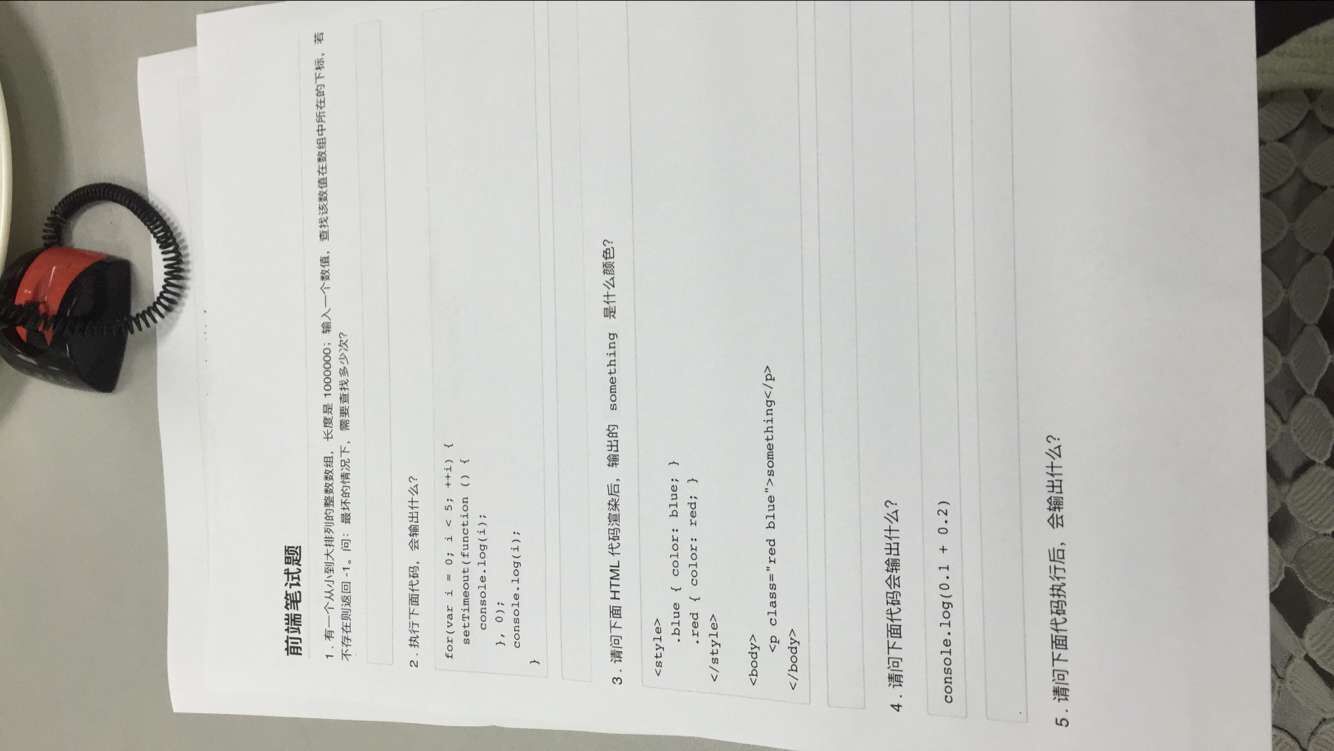 前端笔试题
1. 有一个从小到大排列的整数数组，长度是 1000000；输入一个数值，查找该数值在数组中所在的下标，若
不存在则返回 -1。问：最坏的情况下，需要查找多少次？
2. 执行下面代码，会输出什么？
for(var i = 0; i < 5; ++i) {
setTimeout(function () {
console.log(i);
}, 0);
console.log(i);
}
3. 请问下面 HTML 代码渲染后，输出的 something 是什么颜色？
<style>
.blue { color: blue; }
.red { color: red; }
</style>
<body>
<p class="red blue">something</p>
</body>
4. 请问下面代码会输出什么？
console.log(0.1 + 0.2)
5. 请问下面代码执行后，会输出什么？